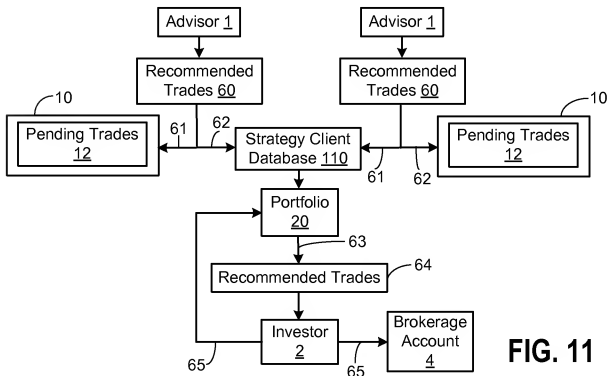 Advisor 1
Advisor 1
Recommended
Trades 60
Recommended
Trades 60
10
10
Pending Trades
12
61
62
Strategy Client
Database 110
61
62
Pending Trades
12
Portfolio
20
63
Recommended Trades
64
Investor
2
Brokerage
Account
4
65
65
FIG. 11